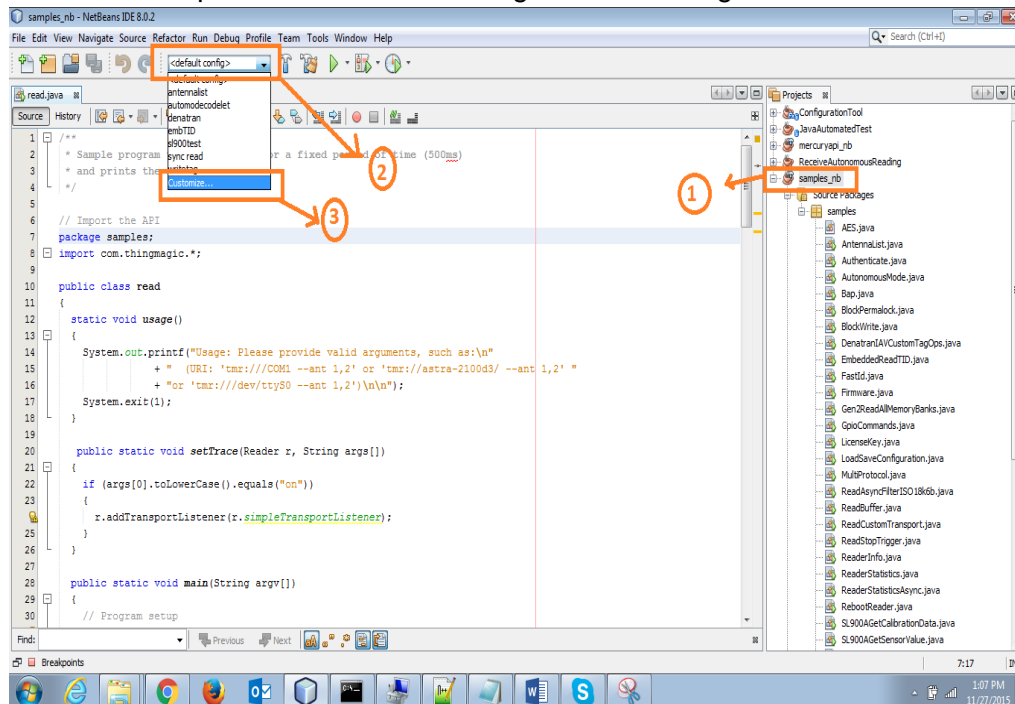 samples_nb - NetBeans IDE 8.0.2
File Edit View Navigate Source Refactor Run Debug Profile Team Tools Window Help
Search (Ctrl+I)
<default config>
<default config>
antennalist
automodecodelet
denatran
embTID
sl900test
sync read
writetag
Customize...
1
2
3
read.java
Source History
1 /**
2 * Sample program or a fixed period of time (500ms)
3 * and prints the
4 */
5
6 // Import the API
7 package samples;
8 import com.thingmagic.*;
9
10 public class read
11 {
12 static void usage()
13 {
14 System.out.printf("Usage: Please provide valid arguments, such as:\n"
15 + " (URI: 'tmr:///COM1 --ant 1,2' or 'tmr://astra-2100d3/ --ant 1,2' "
16 + "or 'tmr:///dev/ttyS0 --ant 1,2')\n\n");
17 System.exit(1);
18 }
19
20 public static void setTrace(Reader r, String args[])
21 {
22 if (args[0].toLowerCase().equals("on"))
23 {
r.addTransportListener(r.simpleTransportListener);
25 }
26 }
27
28 public static void main(String argv[])
29 {
30 // Program setup
Find: Previous Next
Breakpoints
7:17
Projects
ConfigurationTool
JavaAutomatedTest
mercuryapi_nb
ReceiveAutonomousReading
samples_nb
Source Packages
samples
AES.java
AntennaList.java
Authenticate.java
AutonomousMode.java
Bap.java
BlockPermalock.java
BlockWrite.java
DenatranIAVCustomTagOps.java
EmbeddedReadTID.java
FastId.java
Firmware.java
Gen2ReadAllMemoryBanks.java
GpioCommands.java
LicenseKey.java
LoadSaveConfiguration.java
MultiProtocol.java
ReadAsyncFilterISO18k6b.java
ReadBuffer.java
ReadCustomTransport.java
ReadStopTrigger.java
ReaderInfo.java
ReaderStatistics.java
ReaderStatisticsAsync.java
RebootReader.java
SL900AGetCalibrationData.java
SL900AGetSensorValue.java
1:07 PM
11/27/2015